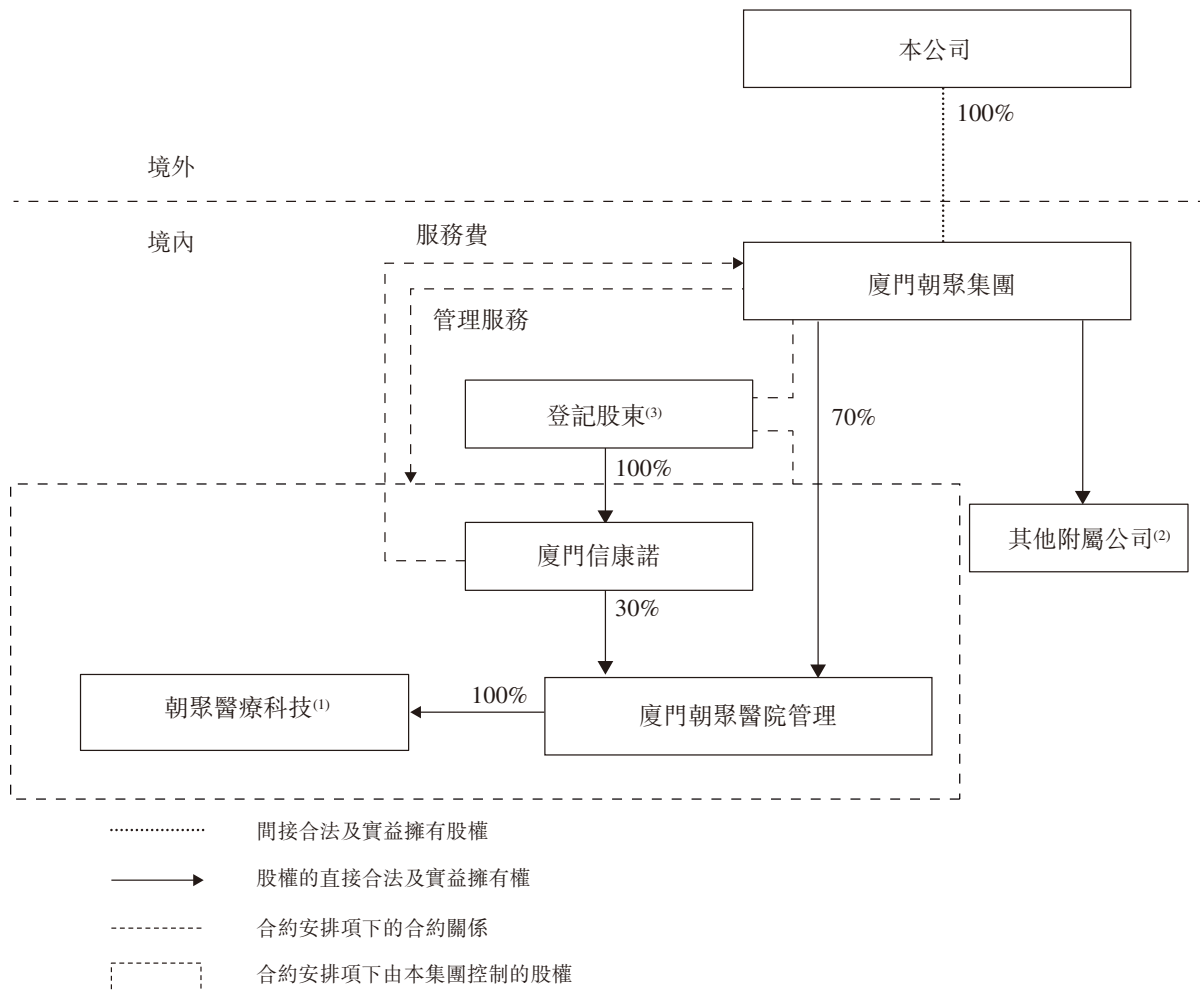 本公司
100%
境外
境內
服務費
廈門朝聚集團
管理服務
登記股東(3)
70%
100%
廈門信康諾
其他附屬公司(2)
30%
朝聚醫療科技(1)
100%
廈門朝聚醫院管理
間接合法及實益擁有股權
股權的直接合法及實益擁有權
合約安排項下的合約關係
合約安排項下由本集團控制的股權